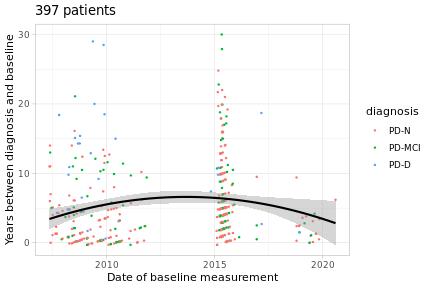 397 patients
Years between diagnosis and baseline
30
20
10
0
2010
2015
2020
Date of baseline measurement
diagnosis
PD-N
PD-MCI
PD-D